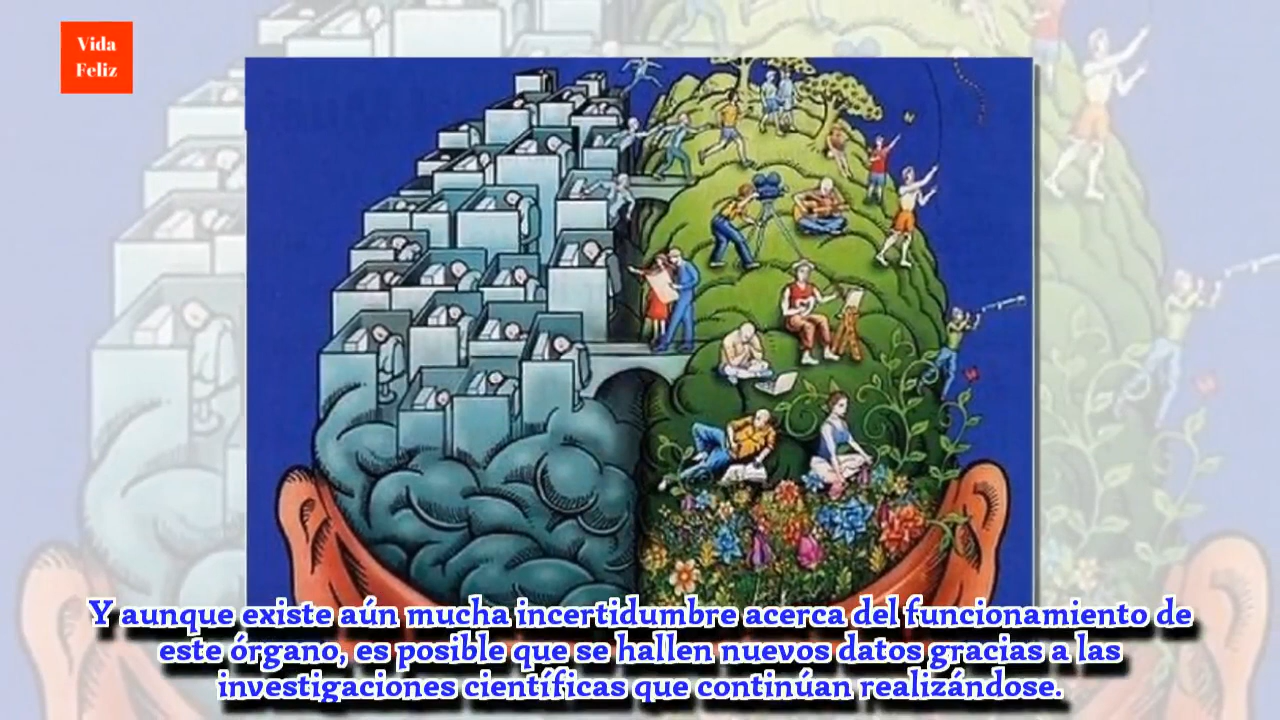 Vida
Feliz
Y aunque existe aún mucha incertidumbre acerca del funcionamiento de
este órgano, es posible que se hallen nuevos datos gracias a las
investigaciones científicas que continúan realizándose.